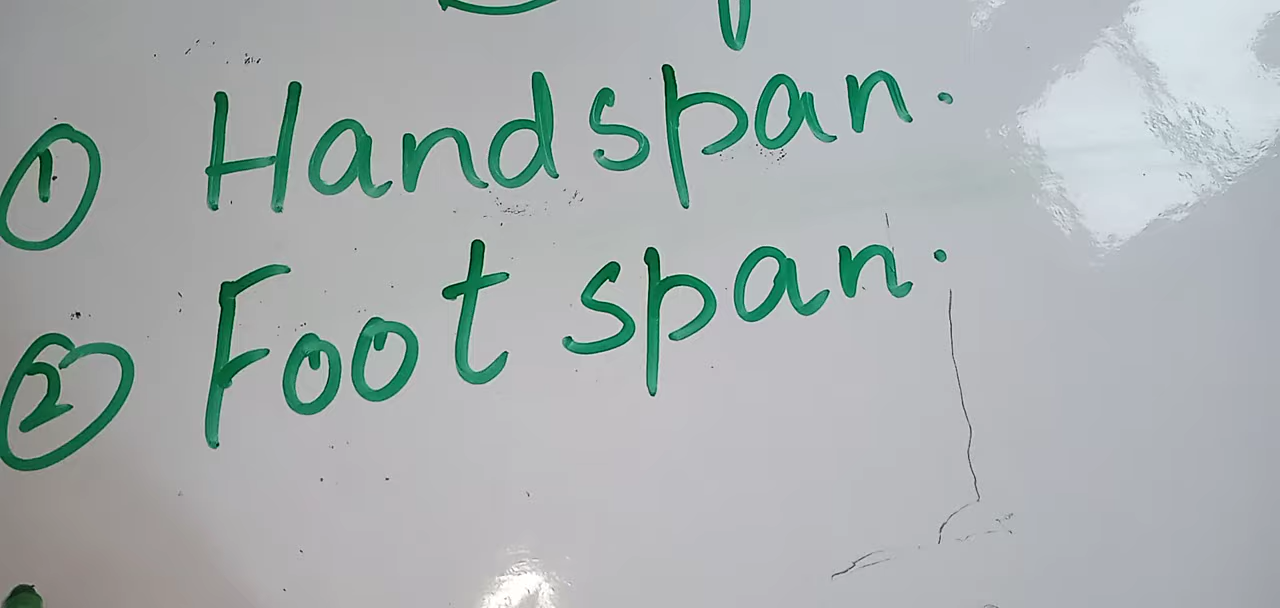 ① Handspan.
② Foot span.